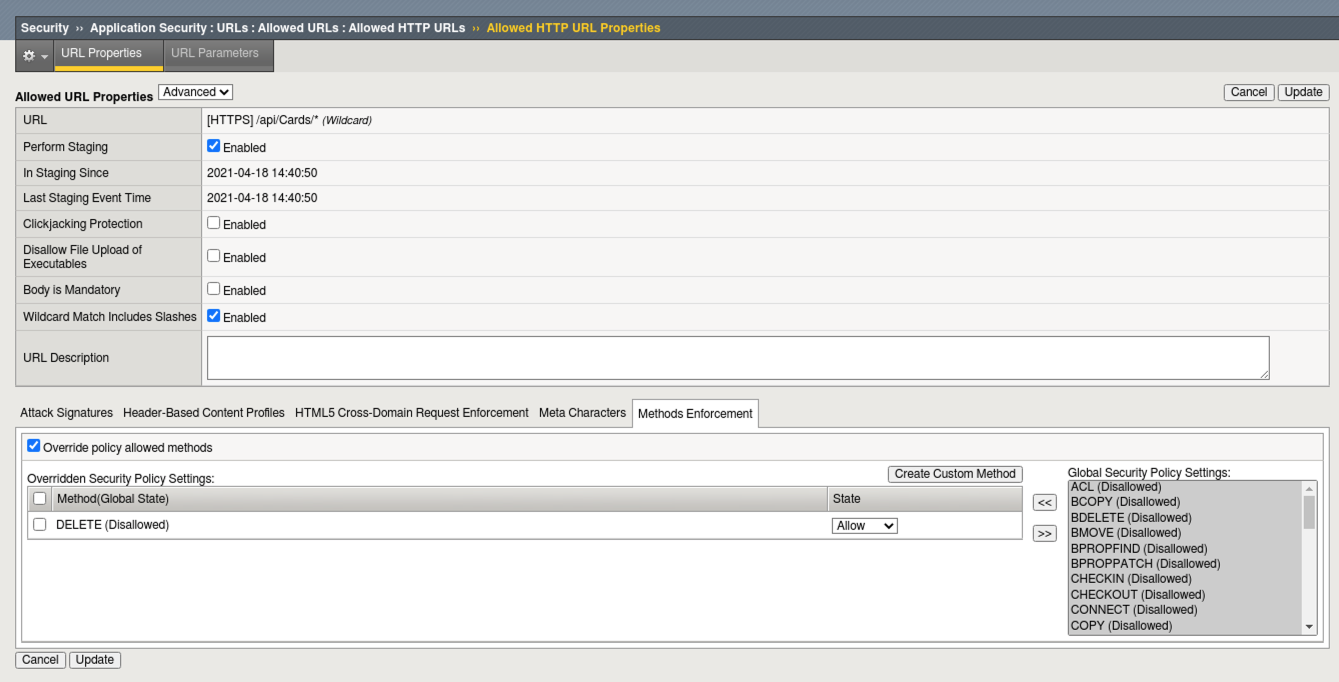 Security ›› Application Security : URLs : Allowed URLs : Allowed HTTP URLs ›› Allowed HTTP URL Properties
URL Properties URL Parameters
Allowed URL Properties Advanced Cancel Update
URL [HTTPS] /api/Cards/* (Wildcard)
Perform Staging Enabled
In Staging Since 2021-04-18 14:40:50
Last Staging Event Time 2021-04-18 14:40:50
Clickjacking Protection Enabled
Disallow File Upload of
Executables Enabled
Body is Mandatory Enabled
Wildcard Match Includes Slashes Enabled
URL Description
Attack Signatures Header-Based Content Profiles HTML5 Cross-Domain Request Enforcement Meta Characters Methods Enforcement
Override policy allowed methods
Overridden Security Policy Settings: Create Custom Method
Method(Global State) State
DELETE (Disallowed) Allow
<<
>>
Global Security Policy Settings:
ACL (Disallowed)
BCOPY (Disallowed)
BDELETE (Disallowed)
BMOVE (Disallowed)
BPROPFIND (Disallowed)
BPROPPATCH (Disallowed)
CHECKIN (Disallowed)
CHECKOUT (Disallowed)
CONNECT (Disallowed)
COPY (Disallowed)
Cancel Update